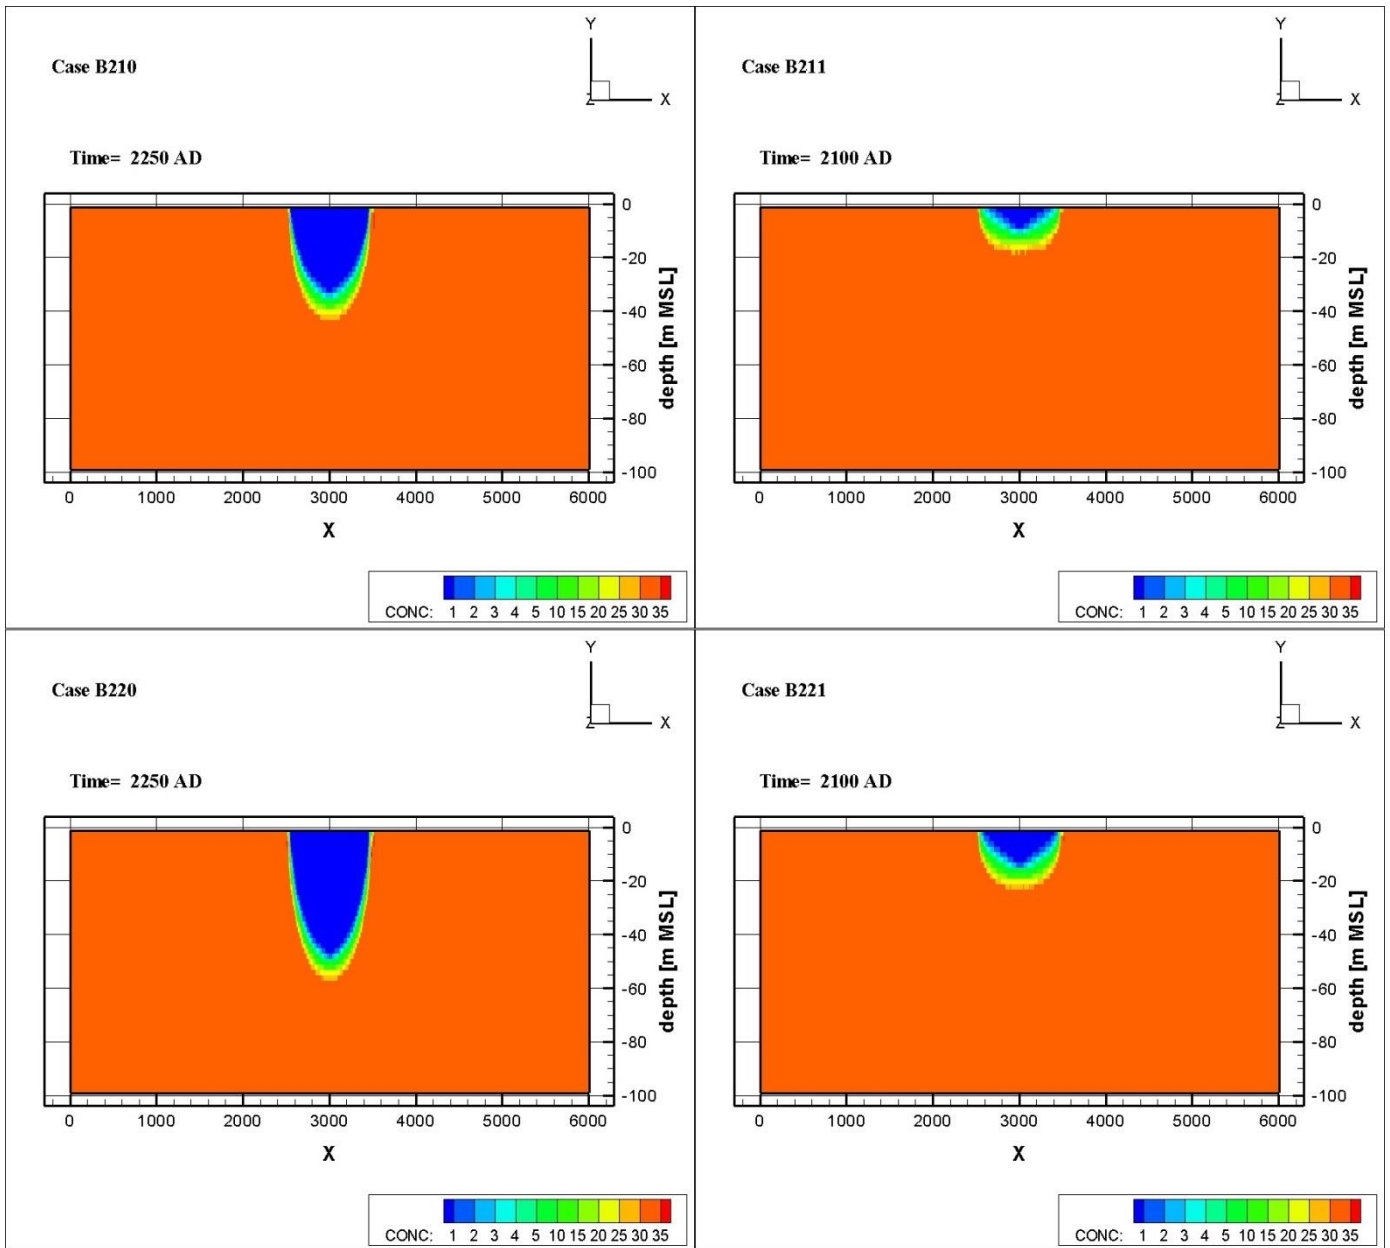 Y
Case B210
Z X
Time= 2250 AD
0
-20
-40
-60
-80
-100
depth [m MSL]
0 1000 2000 3000 4000 5000 6000
X
CONC: 1 2 3 4 5 10 15 20 25 30 35
Y
Case B211
Z X
Time= 2100 AD
0
-20
-40
-60
-80
-100
depth [m MSL]
0 1000 2000 3000 4000 5000 6000
X
CONC: 1 2 3 4 5 10 15 20 25 30 35
Y
Case B220
Z X
Time= 2250 AD
0
-20
-40
-60
-80
-100
depth [m MSL]
0 1000 2000 3000 4000 5000 6000
X
CONC: 1 2 3 4 5 10 15 20 25 30 35
Y
Case B221
Z X
Time= 2100 AD
0
-20
-40
-60
-80
-100
depth [m MSL]
0 1000 2000 3000 4000 5000 6000
X
CONC: 1 2 3 4 5 10 15 20 25 30 35